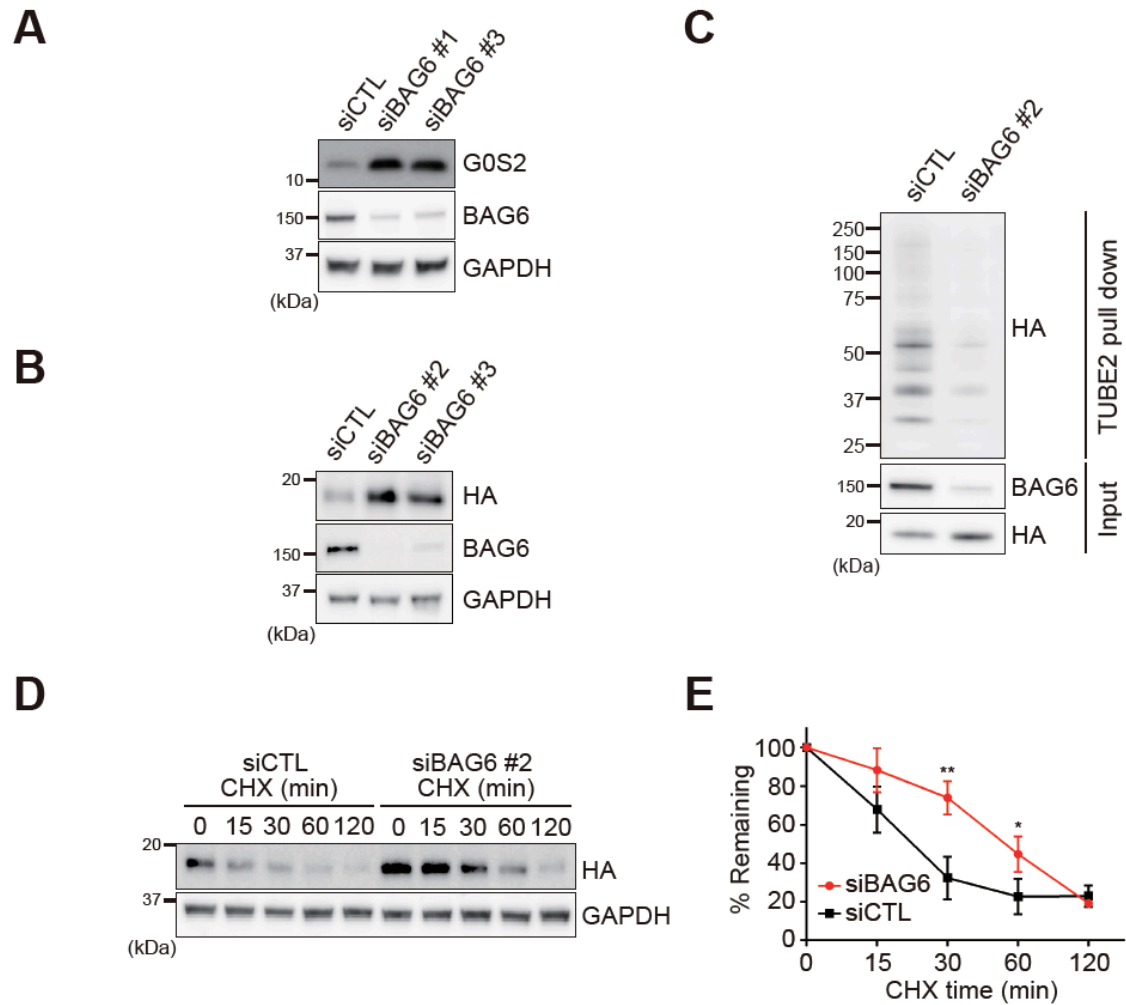 A
siCTL
siBAG6 #1
siBAG6 #3
G0S2
10
150
BAG6
37
GAPDH
(kDa)
B
siCTL
siBAG6 #2
siBAG6 #3
20
HA
150
BAG6
37
GAPDH
(kDa)
C
siCTL
siBAG6 #2
250
150
100
75
50
37
25
HA
TUBE2 pull down
150
BAG6
20
HA
Input
(kDa)
D
siCTL siBAG6 #2
CHX (min) CHX (min)
0 15 30 60 120 0 15 30 60 120
20
HA
37
GAPDH
(kDa)
E
% Remaining
100
80
60
40
20
0
**
*
siBAG6
siCTL
0 15 30 60 120
CHX time (min)